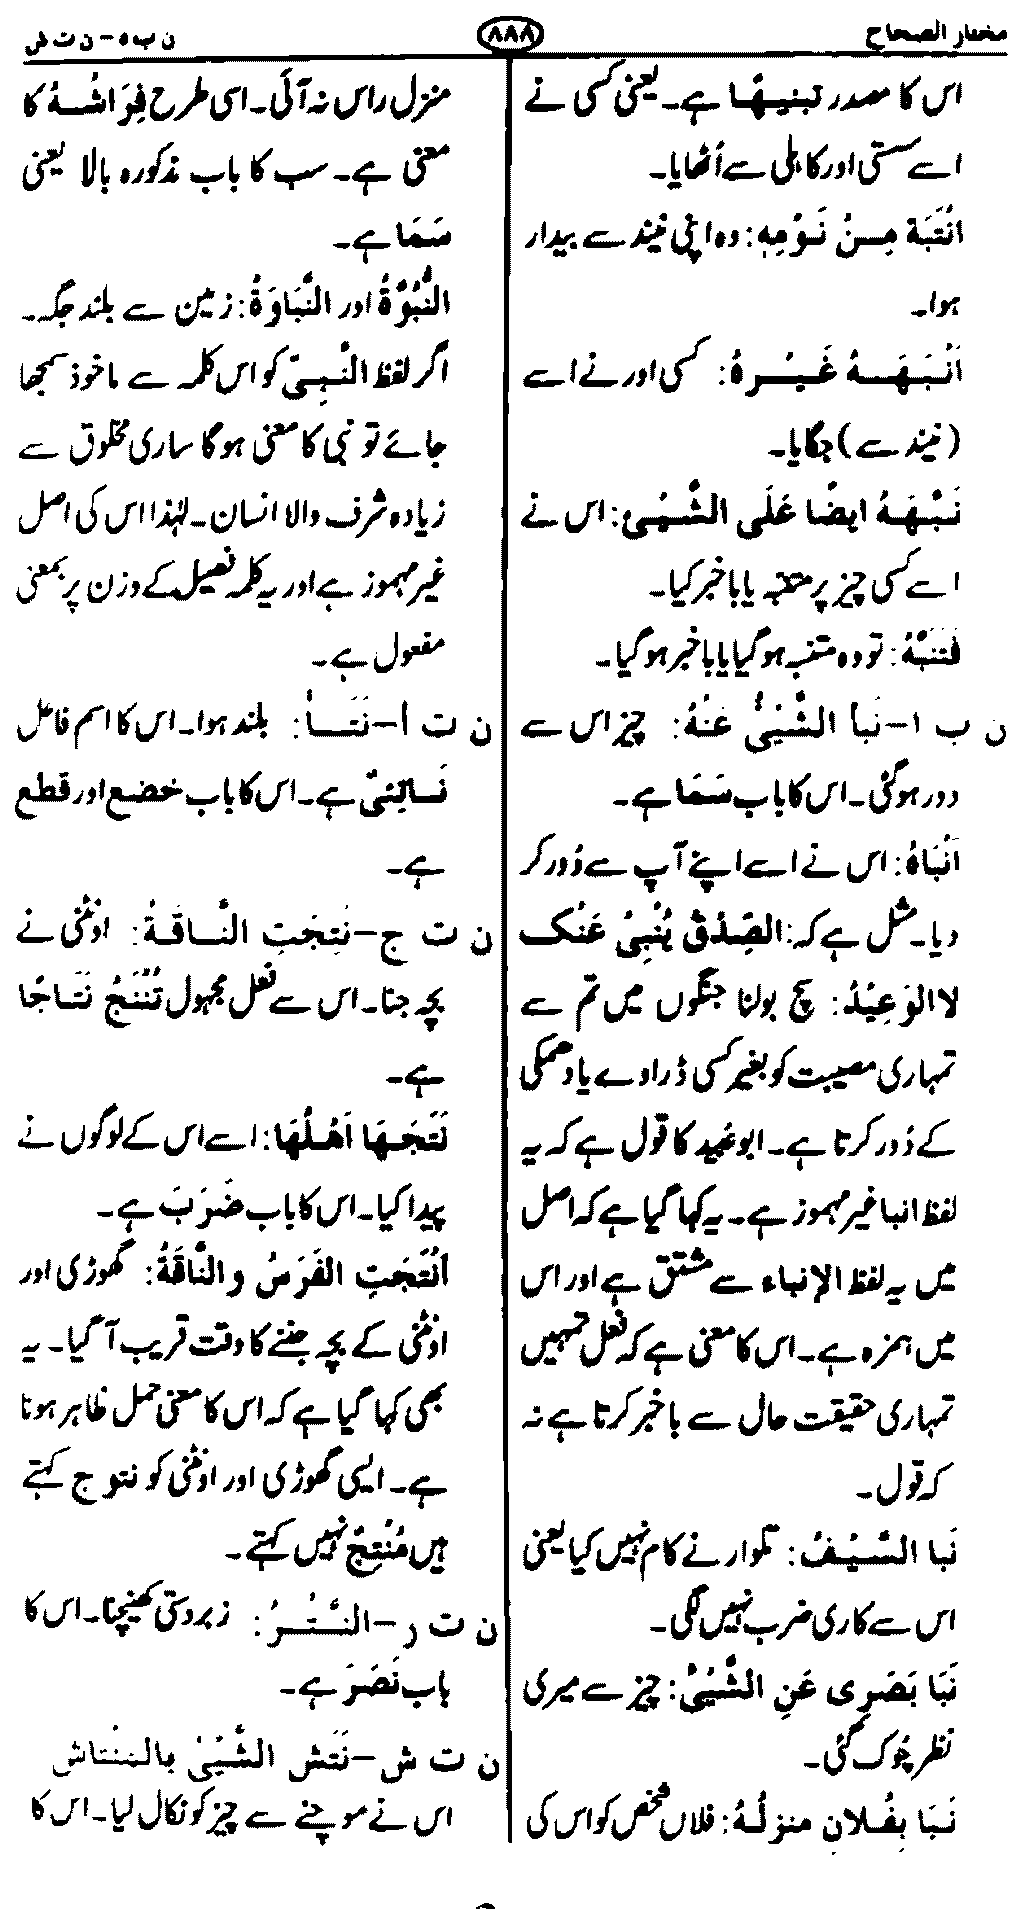 مختار الصحاح
۸۸۸
ن ب ه - ن ت ش
اس کا مصدر تبنیھًا ہے۔ یعنی کسی نے
اسے سستی اور کاہلی سے اُٹھایا۔
انْتَبَهَ مِنْ نَوْمِهٖ: وہ اپنی نیند سے بیدار
ہوا۔
اَنْبَهَهٗ غَیْرُہٗ: کسی اور نے اسے
(نیند سے) جگایا۔
نَبَّهَهٗ ایضًا عَلَی الشَّیْئِ: اس نے
اسے کسی چیز پر متنبہ یا باخبر کیا۔
فَتَنَبَّهَ: تو وہ متنبہ ہو گیا یا باخبر ہو گیا۔
ن ب ا – نَبأ الشَّیْئُ عَنْهُ: چیز اس سے
دور ہو گئی۔ اس کا باب سَمَا ہے۔
اَنْبَاهُ: اس نے اسے اپنے آپ سے دُور کر
دیا۔ مثل ہے کہ: الصِّدْقُ یُنْبِیُ عَنْکَ
لا الوَعِیْدُ: سچ بولنا جنگوں میں تم سے
تمہاری مصیبت کو بغیر کسی ڈراوے یا دھمکی
کے دُور کرتا ہے۔ ابو عُبید کا قول ہے کہ یہ
لفظ انبا غیر مہموز ہے۔ یہ کہا گیا ہے کہ اصل
میں یہ لفظ الإنباء سے مشتق ہے اور اس
میں ہمزہ ہے۔ اس کا معنی ہے کہ فعل تمہیں
تمہاری حقیقت حال سے باخبر کرتا ہے نہ
کہ قول۔
نَبا السَّیْفُ: تلوار نے کام نہیں کیا یعنی
اس سے کاری ضرب نہیں لگی۔
نَبَا بَصَرِی عَنِ الشَّیْئِ: چیز سے میری
نظر چُوک گئی۔
نَبَا بِفُلانٍ منزلُهٗ: فلاں شخص کو اس کی
منزل راس نہ آئی۔ اسی طرح فِرَاشُهٗ کا
معنی ہے۔ سب کا باب مذکورہ بالا یعنی
سَمَا ہے۔
النُّبُوَّةُ اور النَّبَاوَةُ: زمین سے بلند جگہ۔
اگر لفظ النَّبِیّ کو اس کلمہ سے ماخوذ سمجھا
جائے تو نبی کا معنی ہو گا ساری مخلوق سے
زیادہ شرف والا انسان۔ لہٰذا اس کی اصل
غیر مہموز ہے اور یہ کلمہ فعیل کے وزن پر بمعنی
مفعول ہے۔
ن ت أ – نَتَأ: بلند ہوا۔ اس کا اسم فاعل
نَاتِئٌ ہے۔ اس کا باب خضع اور قطع
ہے۔
ن ت ج – نُتِجَتِ النَّاقَةُ: اونٹنی نے
بچہ جنا۔ اس سے فعل مجہول تُنْتَجُ نَتَاجًا
ہے۔
نَتَجَهَا اَهْلُهَا: اسے اس کے لوگوں نے
پیدا کیا۔ اس کا باب ضَرَبَ ہے۔
اَنْتَجَتِ الفَرَسُ و النَّاقَةُ: گھوڑی اور
اونٹنی کے بچہ جننے کا وقت قریب آ گیا۔ یہ
بھی کہا گیا ہے کہ اس کا معنی حمل ظاہر ہونا
ہے۔ ایسی گھوڑی اور اونٹنی کو نتوج کہتے
ہیں مُنْتِجٌ نہیں کہتے۔
ن ت ر – النَّتْرُ: زبردستی کھینچنا۔ اس کا
باب نَصَرَ ہے۔
ن ت ش – نَتَشَ الشَّیْئَ بالمِنْتاش
اس نے موچنے سے چیز کو نکال لیا۔ اس کا